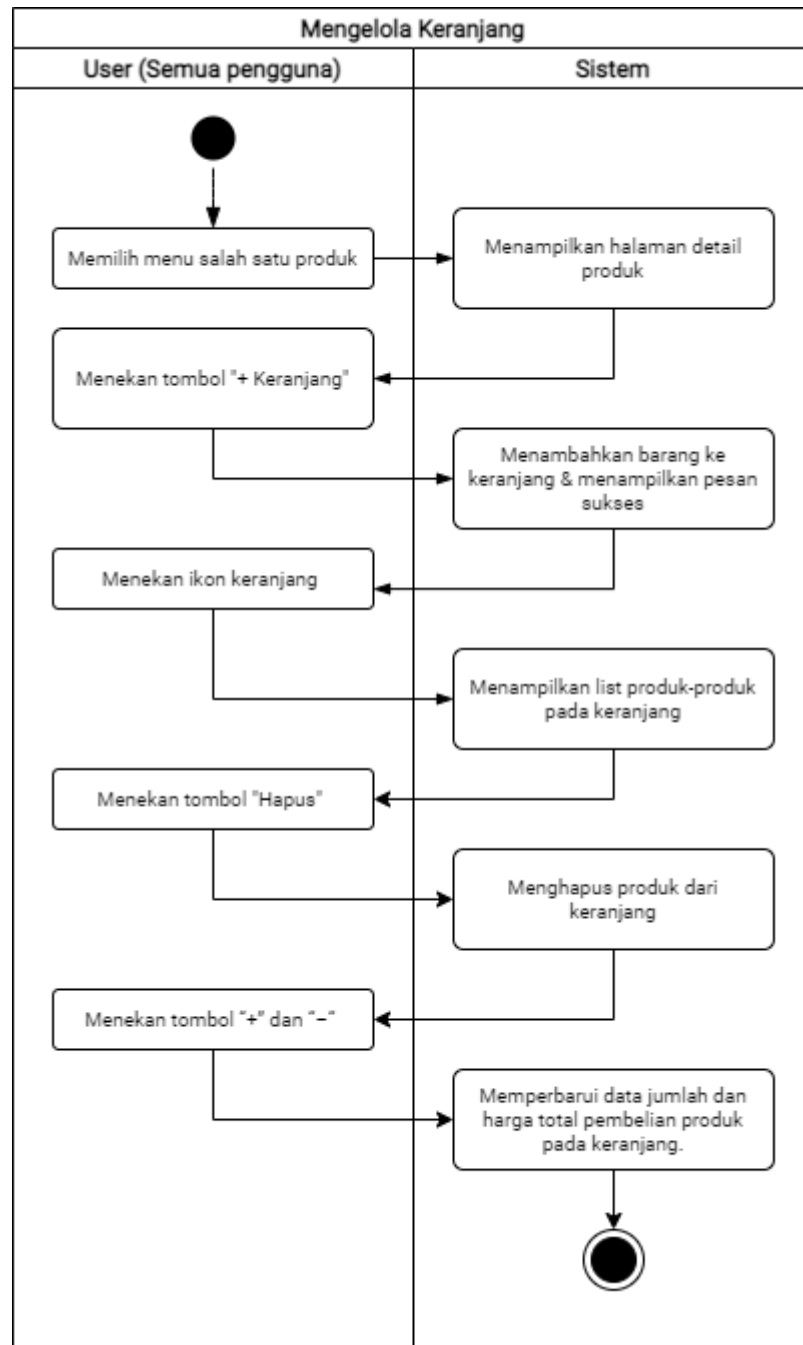 Mengelola Keranjang
User (Semua pengguna)
Sistem
Memilih menu salah satu produk
Menampilkan halaman detail
produk
Menekan tombol "+ Keranjang"
Menambahkan barang ke
keranjang & menampilkan pesan
sukses
Menekan ikon keranjang
Menampilkan list produk-produk
pada keranjang
Menekan tombol "Hapus"
Menghapus produk dari
keranjang
Menekan tombol “+” dan “–“
Memperbarui data jumlah dan
harga total pembelian produk
pada keranjang.